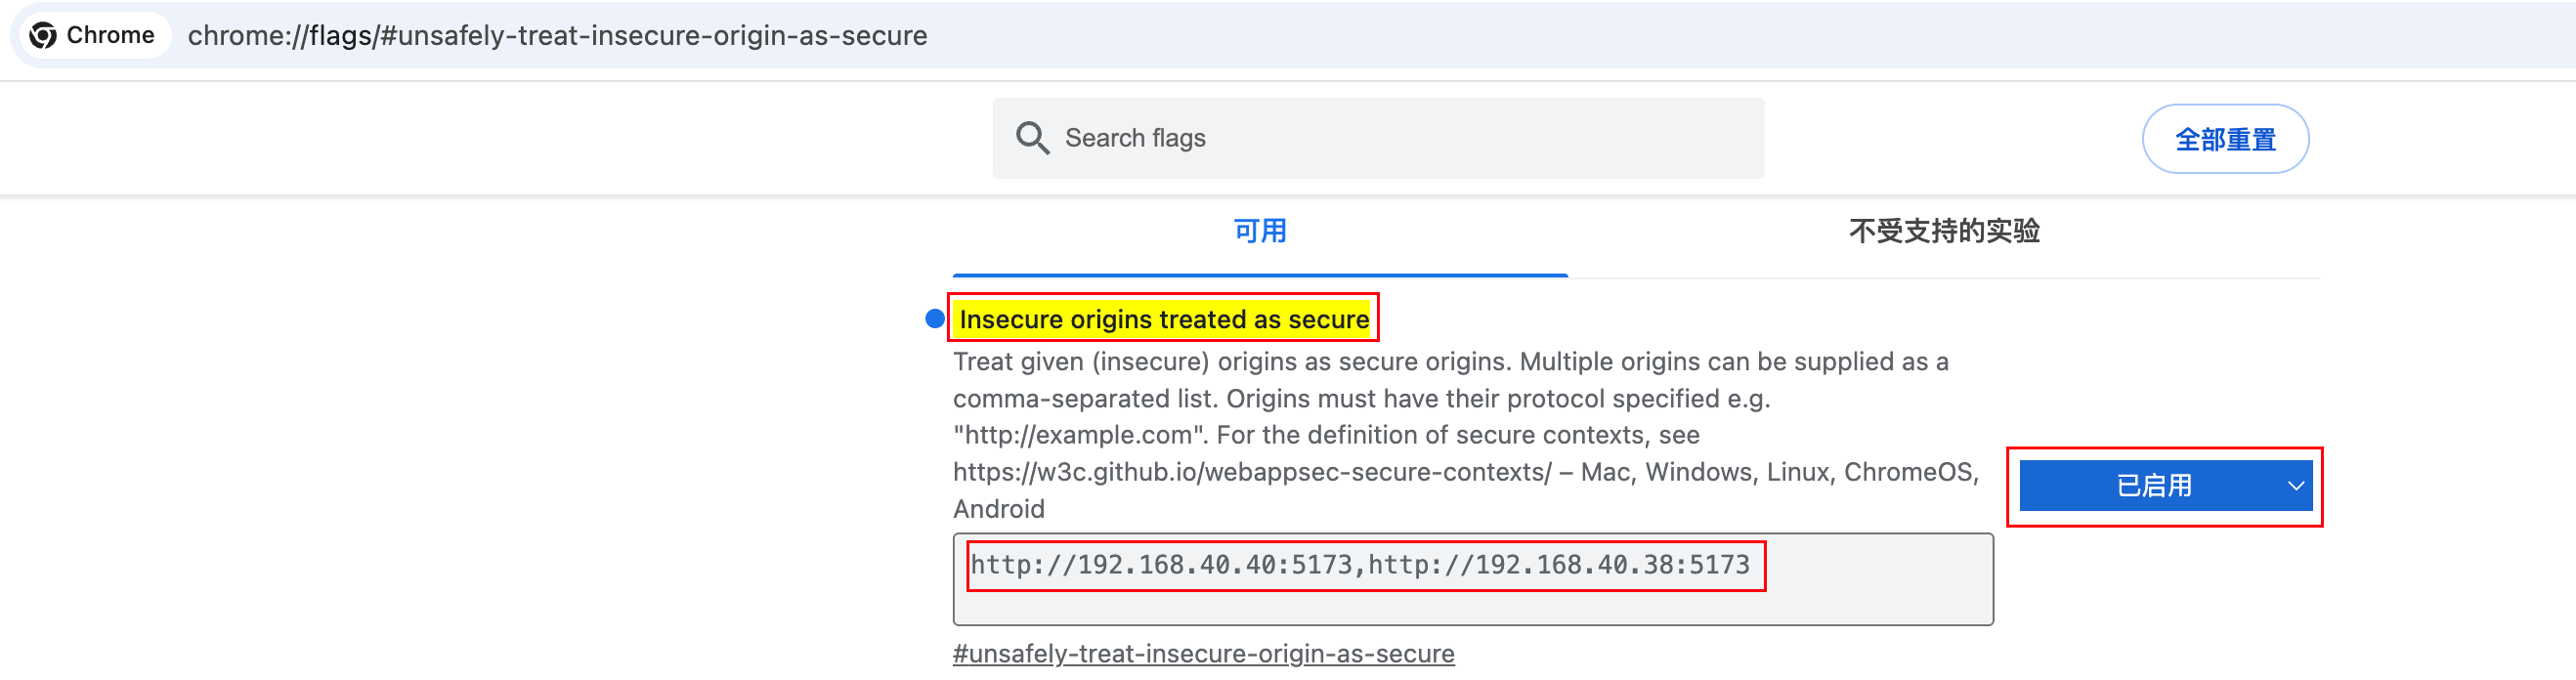 Chrome chrome://flags/#unsafely-treat-insecure-origin-as-secure
Search flags
全部重置
可用
不受支持的实验
Insecure origins treated as secure
Treat given (insecure) origins as secure origins. Multiple origins can be supplied as a
comma-separated list. Origins must have their protocol specified e.g.
"http://example.com". For the definition of secure contexts, see
https://w3c.github.io/webappsec-secure-contexts/ – Mac, Windows, Linux, ChromeOS,
Android
已启用
http://192.168.40.40:5173,http://192.168.40.38:5173
#unsafely-treat-insecure-origin-as-secure